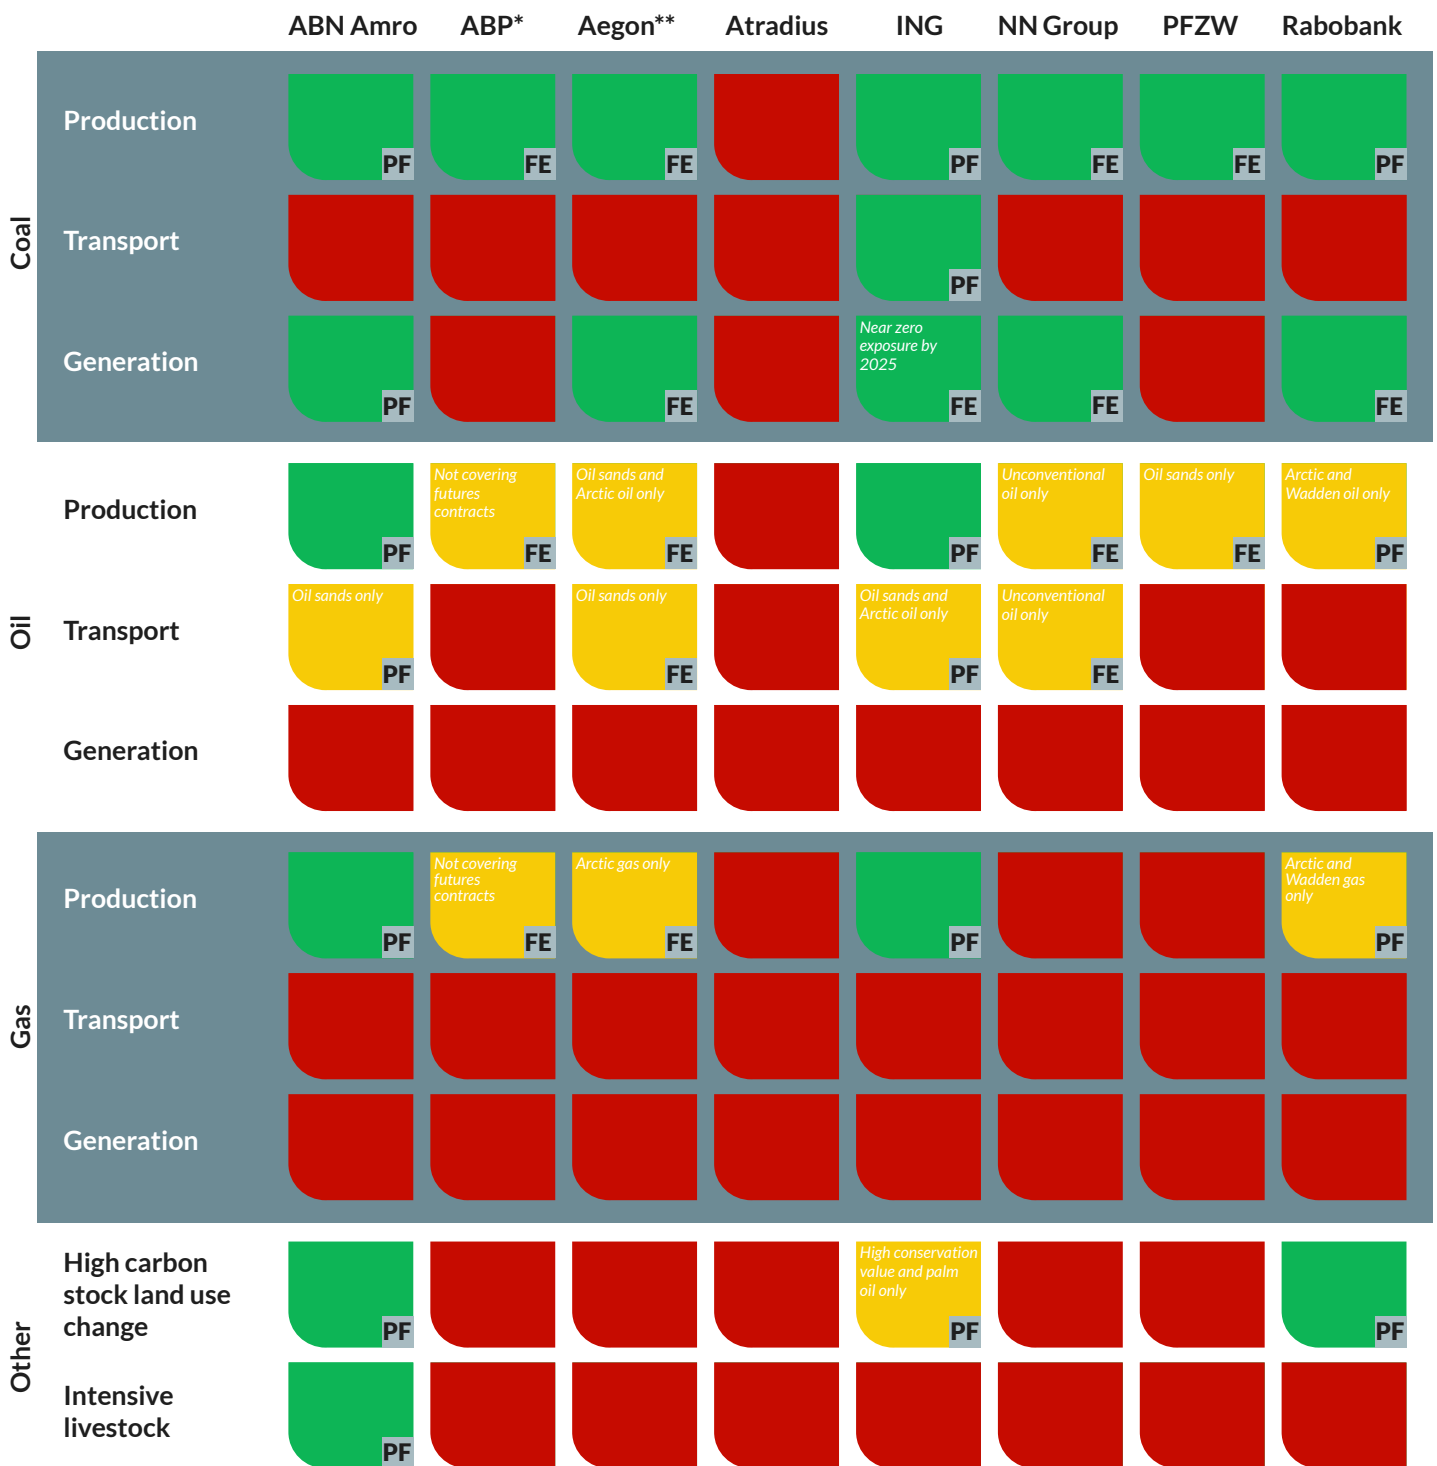 ABN Amro ABP* Aegon** Atradius ING NN Group PFZW Rabobank
Coal
Production
PF FE FE PF FE FE PF
Transport
PF
Generation
Near zero
exposure by
2025
PF FE FE FE FE
Oil
Production
Not covering
futures
contracts
Oil sands and
Arctic oil only
Unconventional
oil only
Oil sands only
Arctic and
Wadden oil only
PF FE FE PF FE FE PF
Transport
Oil sands only
Oil sands only
Oil sands and
Arctic oil only
Unconventional
oil only
PF FE PF FE
Generation
Gas
Production
Not covering
futures
contracts
Arctic gas only
Arctic and
Wadden gas
only
PF FE FE PF PF
Transport
Generation
Other
High carbon
stock land use
change
High conservation
value and palm
oil only
PF PF PF
Intensive
livestock
PF